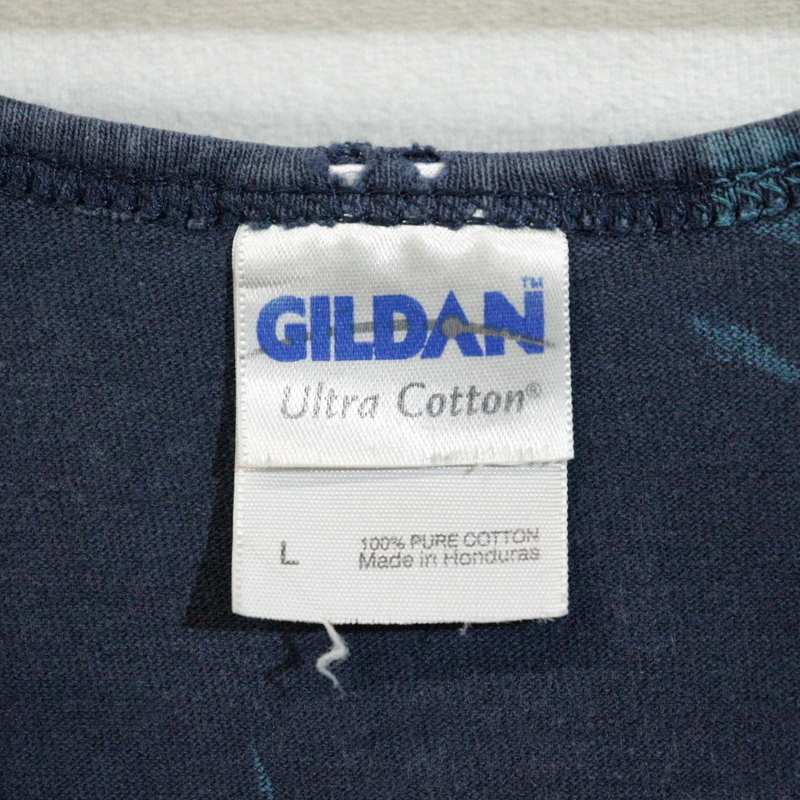 GILDAN™
Ultra Cotton®
L
100% PURE COTTON
Made in Honduras